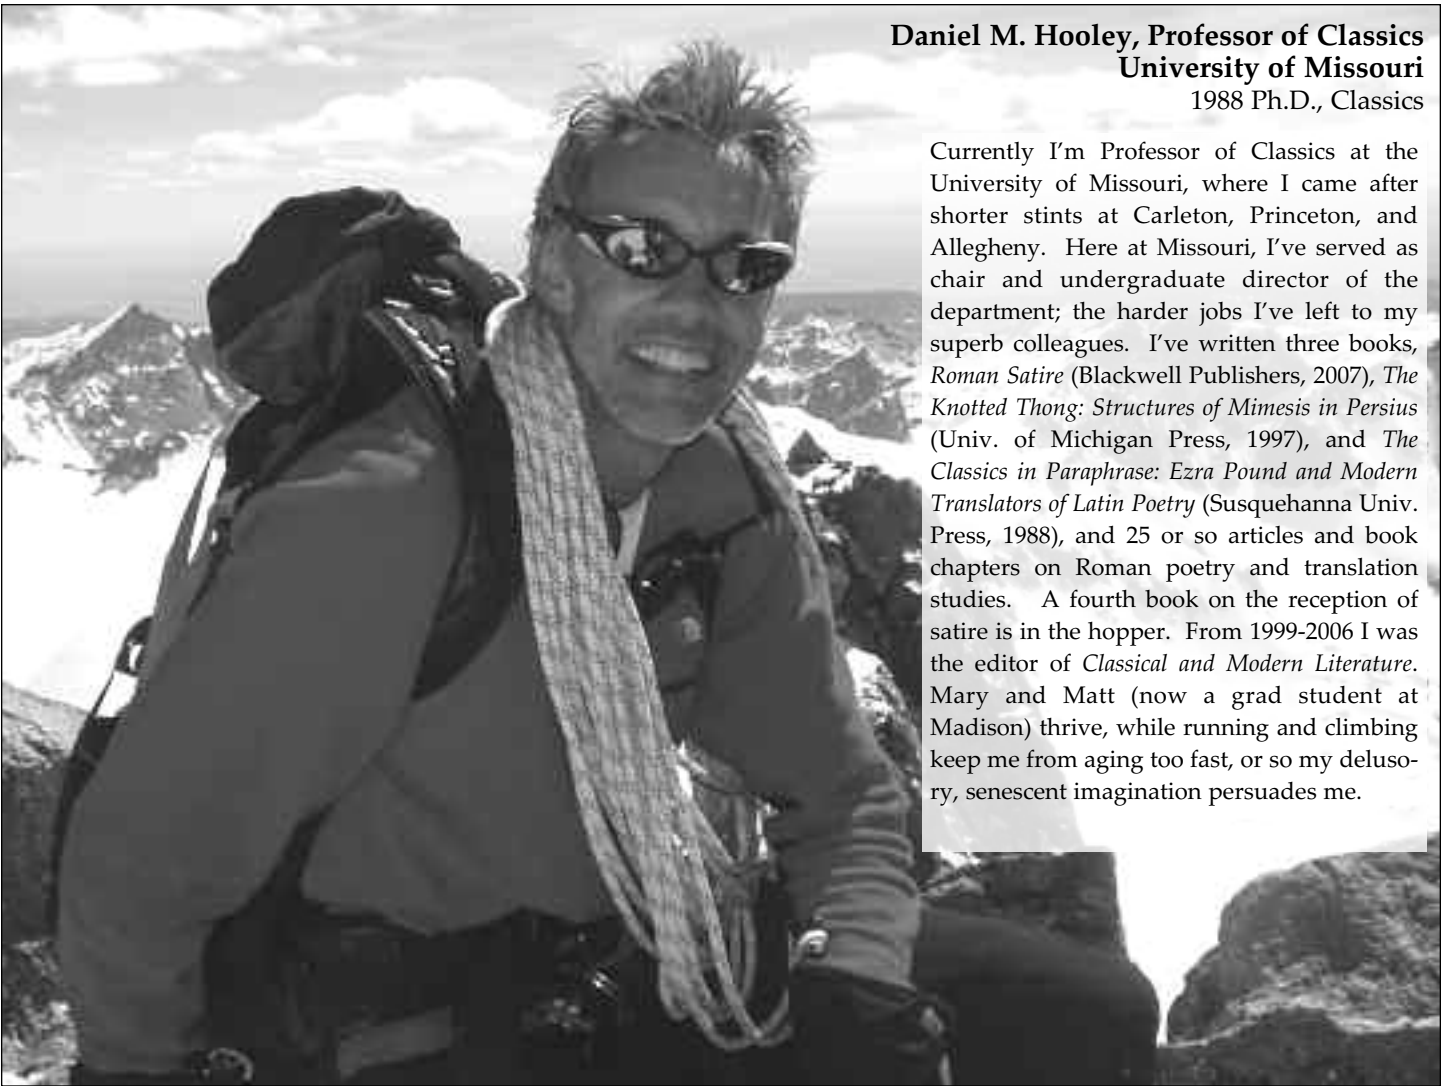 Daniel M. Hooley, Professor of Classics
University of Missouri
1988 Ph.D., Classics
Currently I'm Professor of Classics at the
University of Missouri, where I came after
shorter stints at Carleton, Princeton, and
Allegheny. Here at Missouri, I've served as
chair and undergraduate director of the
department; the harder jobs I've left to my
superb colleagues. I've written three books,
Roman Satire (Blackwell Publishers, 2007), The
Knotted Thong: Structures of Mimesis in Persius
(Univ. of Michigan Press, 1997), and The
Classics in Paraphrase: Ezra Pound and Modern
Translators of Latin Poetry (Susquehanna Univ.
Press, 1988), and 25 or so articles and book
chapters on Roman poetry and translation
studies. A fourth book on the reception of
satire is in the hopper. From 1999-2006 I was
the editor of Classical and Modern Literature.
Mary and Matt (now a grad student at
Madison) thrive, while running and climbing
keep me from aging too fast, or so my deluso-
ry, senescent imagination persuades me.